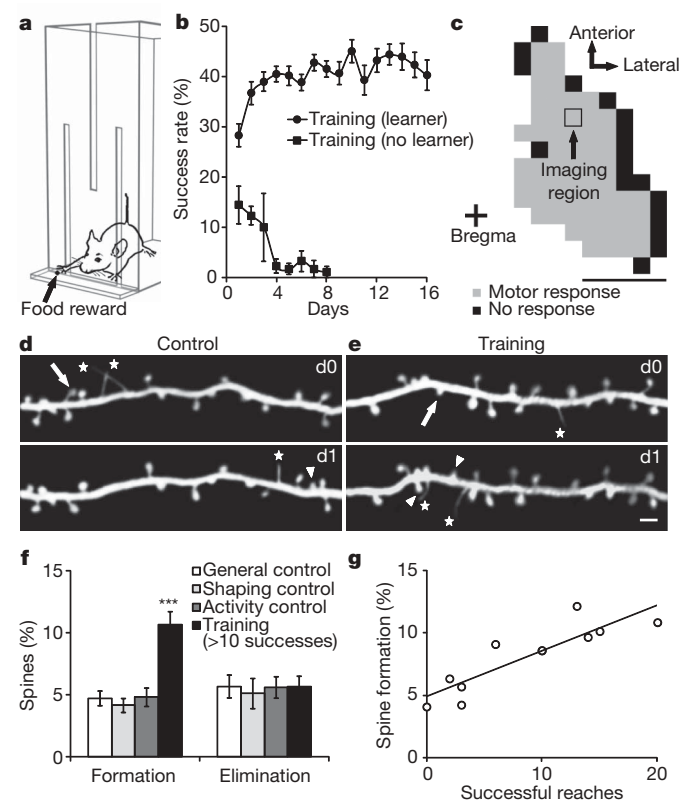 a
Food reward
b
50
40
30
20
10
0
Success rate (%)
Training (learner)
Training (no learner)
0
4
8
12
16
Days
c
Anterior
Lateral
Imaging
region
Bregma
Motor response
No response
d
Control
d0
d1
e
Training
d0
d1
f
15
10
5
0
Spines (%)
General control
Shaping control
Activity control
Training
(>10 successes)
***
Formation
Elimination
g
15
10
5
0
Spine formation (%)
0
10
20
Successful reaches